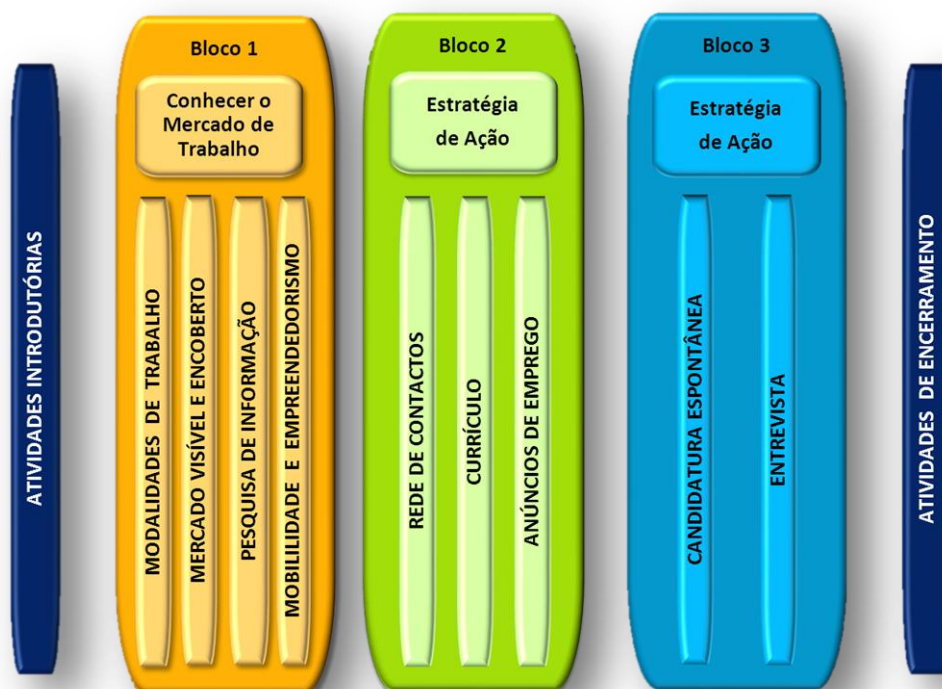 ATIVIDADES INTRODUTÓRIAS
Bloco 1
Conhecer o
Mercado de
Trabalho
MODALIDADES DE TRABALHO
MERCADO VISÍVEL E ENCOBERTO
PESQUISA DE INFORMAÇÃO
MOBILILIDADE E EMPREENDEDORISMO
Bloco 2
Estratégia
de Ação
REDE DE CONTACTOS
CURRÍCULO
ANÚNCIOS DE EMPREGO
Bloco 3
Estratégia
de Ação
CANDIDATURA ESPONTÂNEA
ENTREVISTA
ATIVIDADES DE ENCERRAMENTO